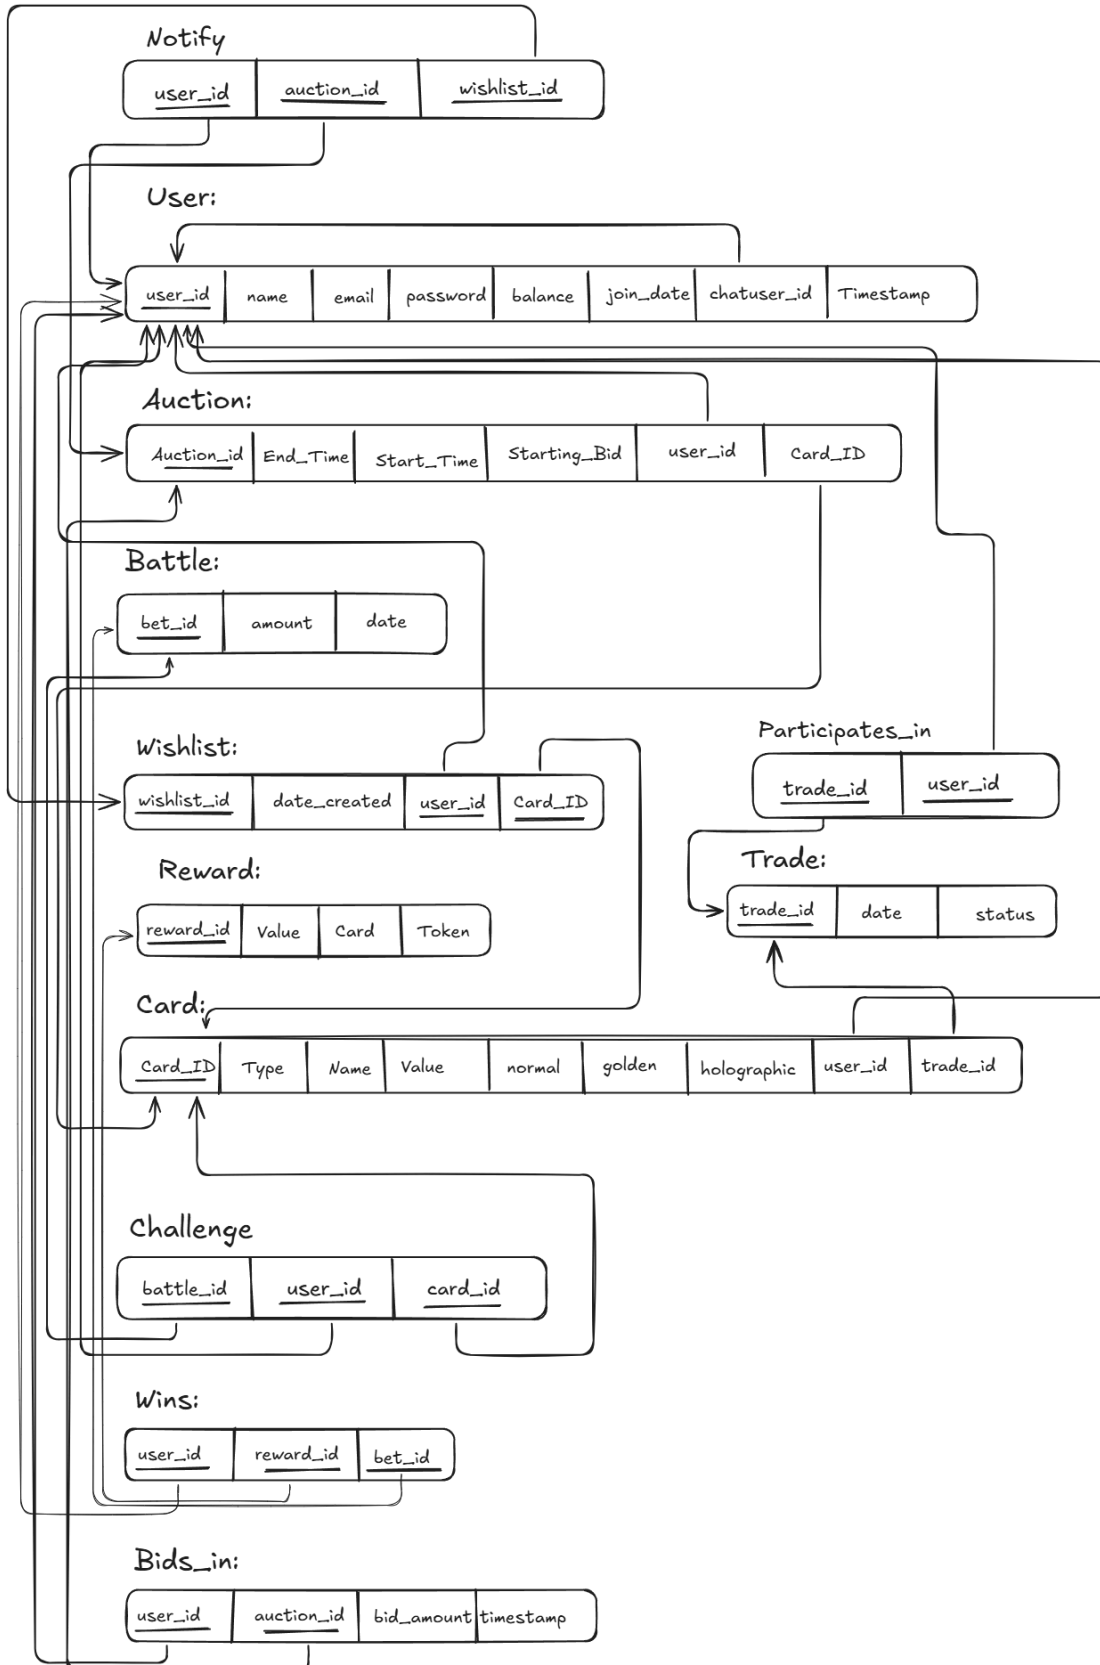 Notify
user_id auction_id wishlist_id
User:
user_id name email password balance join_date chatuser_id Timestamp
Auction:
Auction_id End_Time Start_Time Starting_Bid user_id Card_ID
Battle:
bet_id amount date
Wishlist:
wishlist_id date_created user_id Card_ID
Participates_in
trade_id user_id
Reward:
reward_id Value Card Token
Trade:
trade_id date status
Card:
Card_ID Type Name Value normal golden holographic user_id trade_id
Challenge
battle_id user_id card_id
Wins:
user_id reward_id bet_id
Bids_in:
user_id auction_id bid_amount timestamp